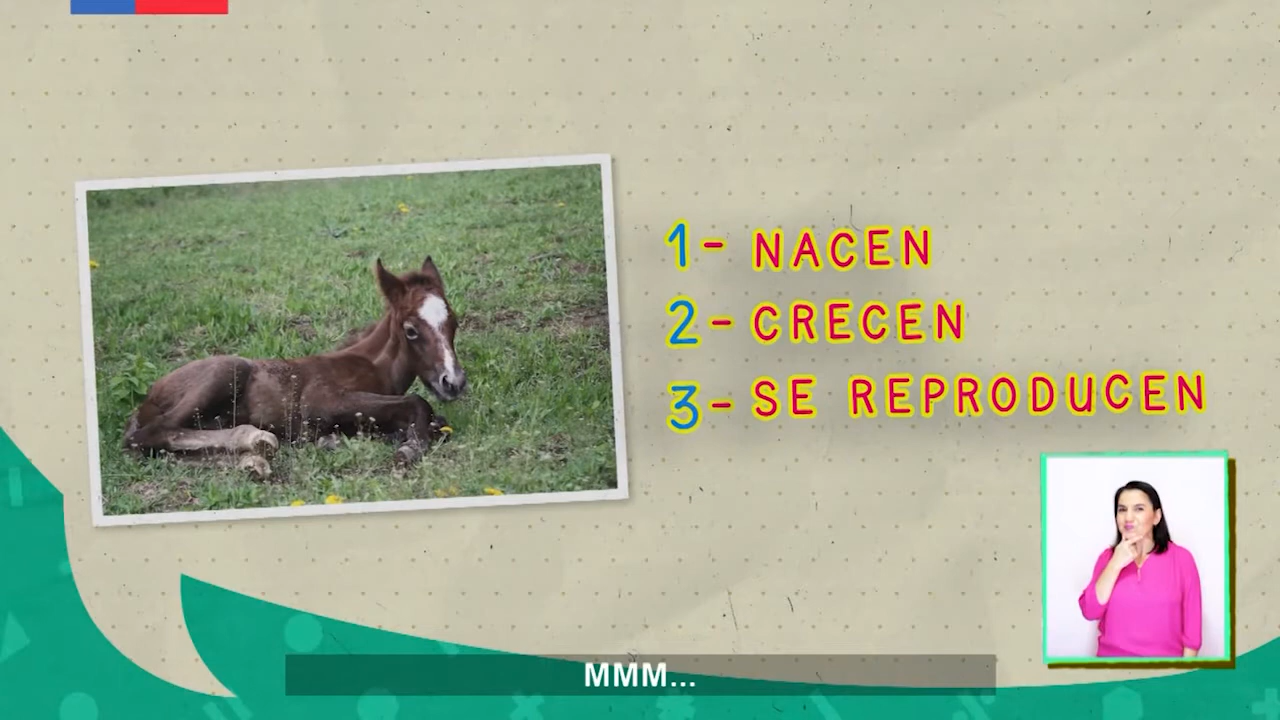 1- NACEN
2- CRECEN
3- SE REPRODUCEN
MMM...